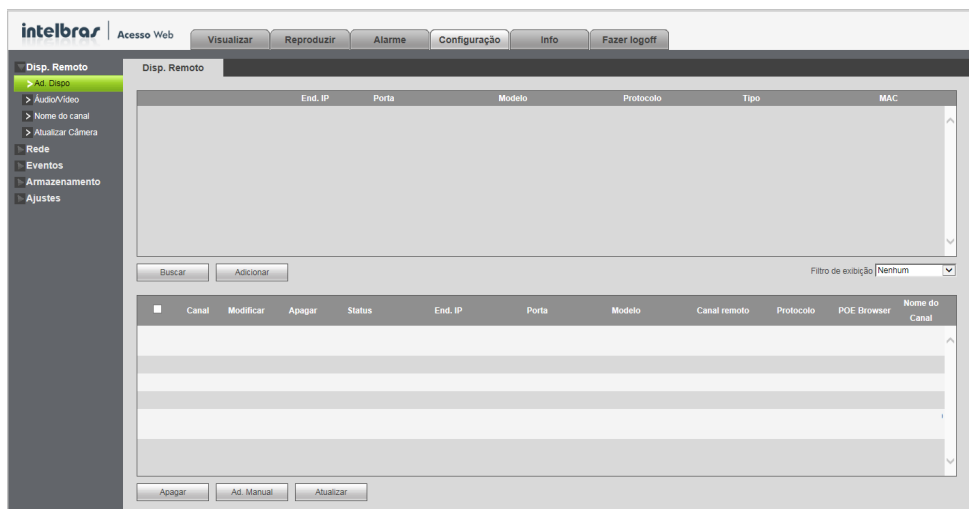 intelbras Acesso Web
Visualizar Reproduzir Alarme Configuração Info Fazer logoff
Disp. Remoto
Ad. Dispo
Áudio/Vídeo
Nome do canal
Atualizar Câmera
Rede
Eventos
Armazenamento
Ajustes
Disp. Remoto
End. IP Porta Modelo Protocolo Tipo MAC
Buscar Adicionar Filtro de exibição Nenhum
Canal Modificar Apagar Status End. IP Porta Modelo Canal remoto Protocolo POE Browser Nome do Canal
Apagar Ad. Manual Atualizar